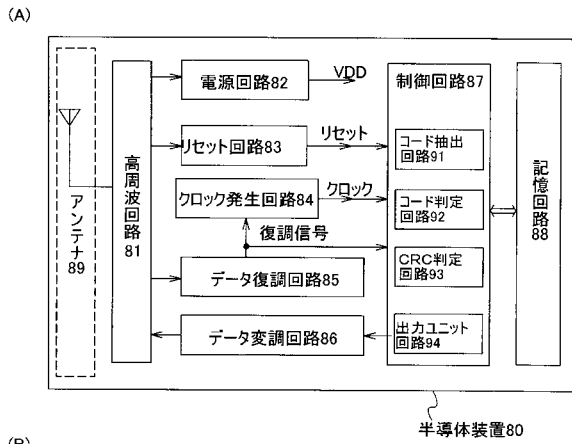 (A)
電源回路82
VDD
制御回路87
リセット回路83
リセット
コード抽出
回路91
クロック発生回路84
クロック
コード判定
回路92
復調信号
データ復調回路85
CRC判定
回路93
データ変調回路86
出力ユニット
回路94
アンテナ89
高周波回路81
記憶回路88
半導体装置80
(B)